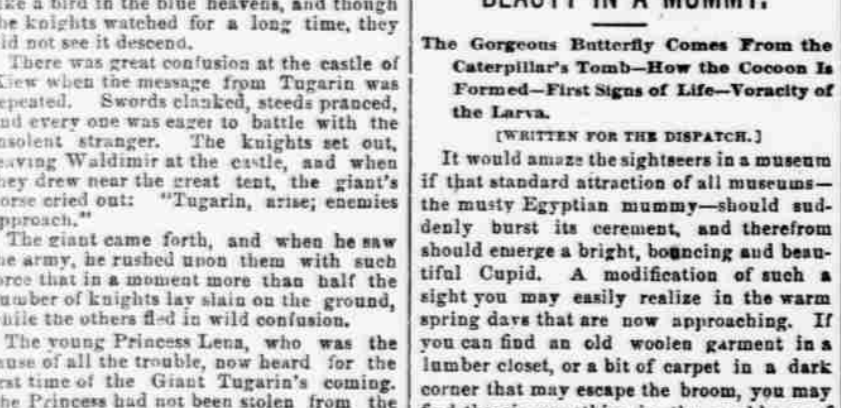 like a bird in the blue heavens, and though
the knights watched for a long time, they
did not see it descend.
There was great confusion at the castle of
Kiew when the message from Tugarin was
repeated. Swords clanked, steeds pranced,
and every one was eager to battle with the
insolent stranger. The knights set out,
leaving Waldimir at the castle, and when
they drew near the great tent, the giant's
horse cried out: "Tugarin, arise; enemies
approach."
The giant came forth, and when he saw
the army, he rushed upon them with such
force that in a moment more than half the
number of knights lay slain on the ground,
while the others fled in wild confusion.
The young Princess Lena, who was the
cause of all the trouble, now heard for the
first time of the Giant Tugarin's coming.
The Princess had not been stolen from the
BEAUTY IN A MUMMY.
The Gorgeous Butterfly Comes From the
Caterpillar's Tomb—How the Cocoon Is
Formed—First Signs of Life—Voracity of
the Larva.
[WRITTEN FOR THE DISPATCH.]
It would amaze the sightseers in a museum
if that standard attraction of all museums—
the musty Egyptian mummy—should sud-
denly burst its cerement, and therefrom
should emerge a bright, bouncing and beau-
tiful Cupid. A modification of such a
sight you may easily realize in the warm
spring days that are now approaching. If
you can find an old woolen garment in a
lumber closet, or a bit of carpet in a dark
corner that may escape the broom, you may